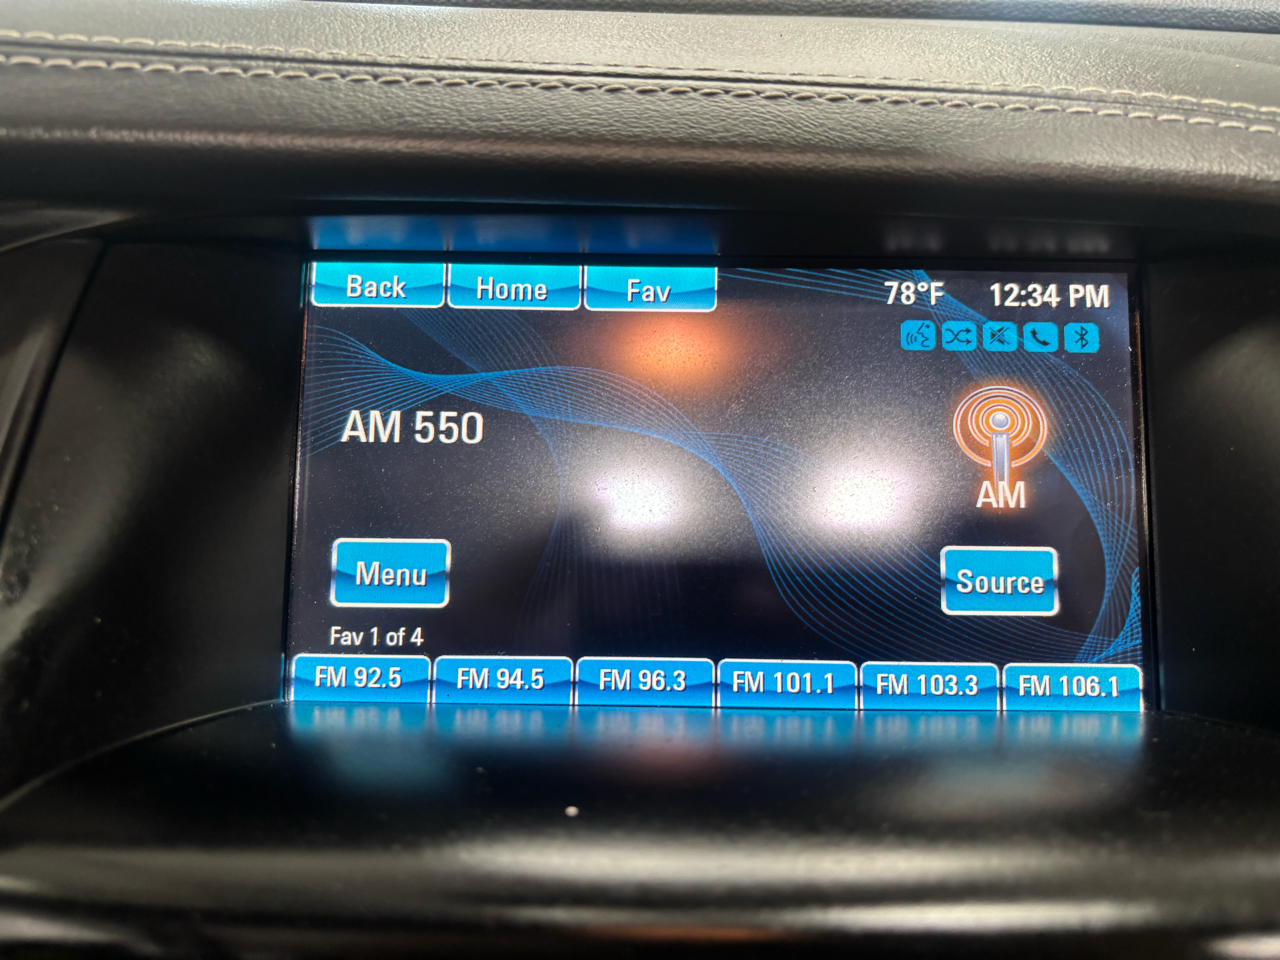 Back Home Fav 78°F 12:34 PM
AM 550
AM
Menu Source
Fav 1 of 4
FM 92.5 FM 94.5 FM 96.3 FM 101.1 FM 103.3 FM 106.1